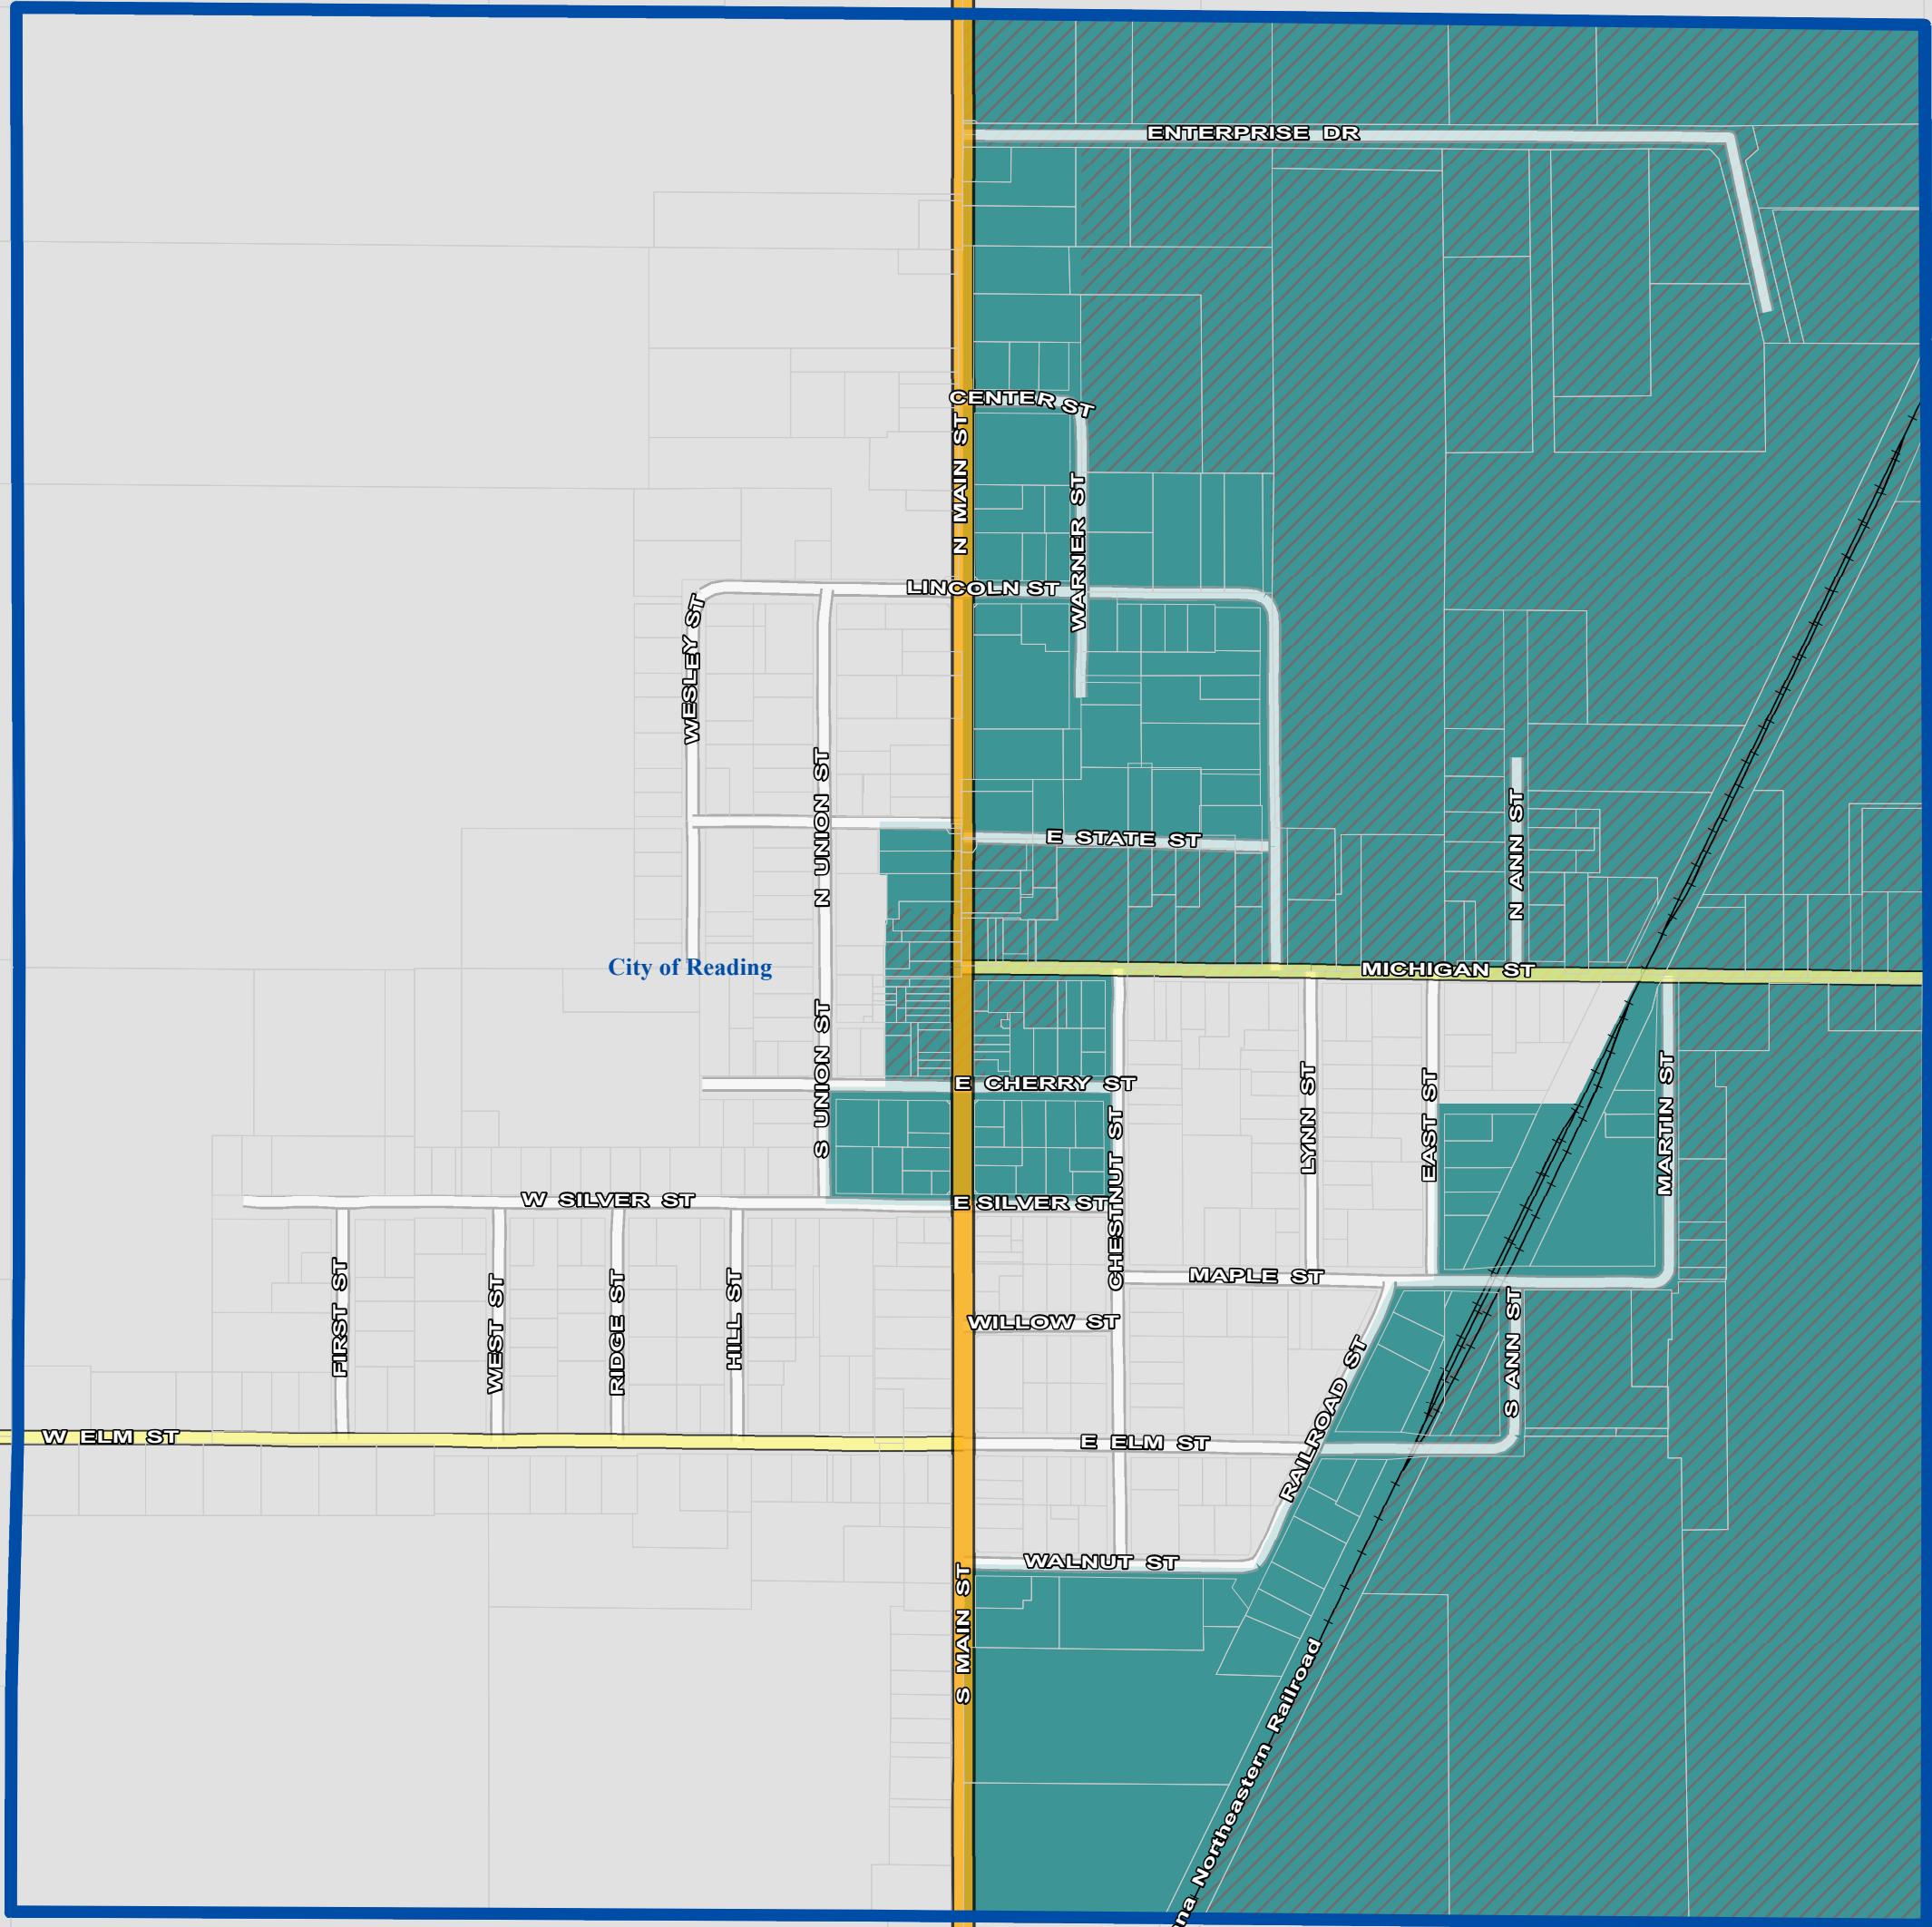 ENTERPRISE DR
CENTER ST
N MAIN ST
WARNER ST
LINCOLN ST
WESLEY ST
N UNION ST
E STATE ST
N ANN ST
City of Reading
MICHIGAN ST
S UNION ST
E CHERRY ST
LYNN ST
EAST ST
MARTIN ST
CHESTNUT ST
W SILVER ST
E SILVER ST
MAPLE ST
FIRST ST
WEST ST
RIDGE ST
HILL ST
WILLOW ST
S ANN ST
RAILROAD ST
W ELM ST
E ELM ST
WALNUT ST
S MAIN ST
na Northeastern Railroad